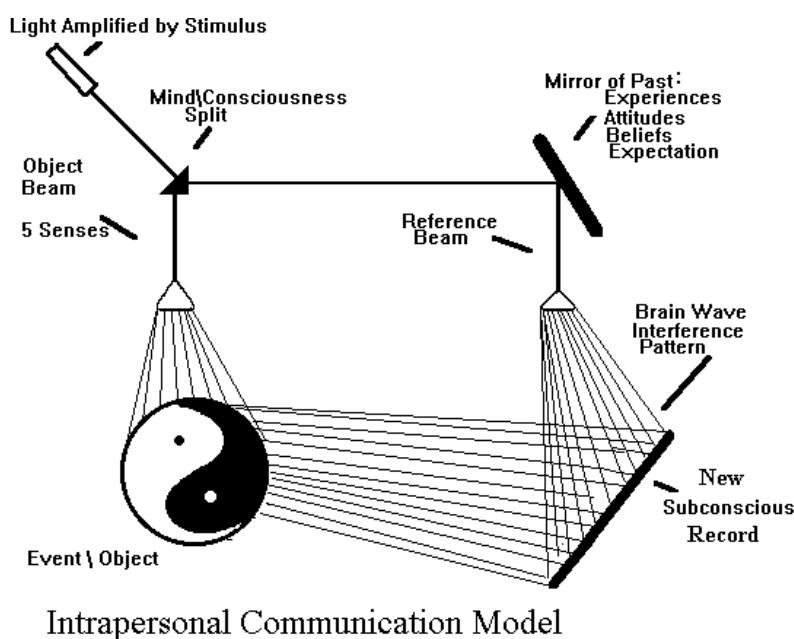 Light Amplified by Stimulus
Mind\Consciousness
Split
Mirror of Past:
Experiences
Attitudes
Beliefs
Expectation
Object
Beam
5 Senses
Reference
Beam
Brain Wave
Interference
Pattern
New
Subconscious
Record
Event \ Object
Intrapersonal Communication Model